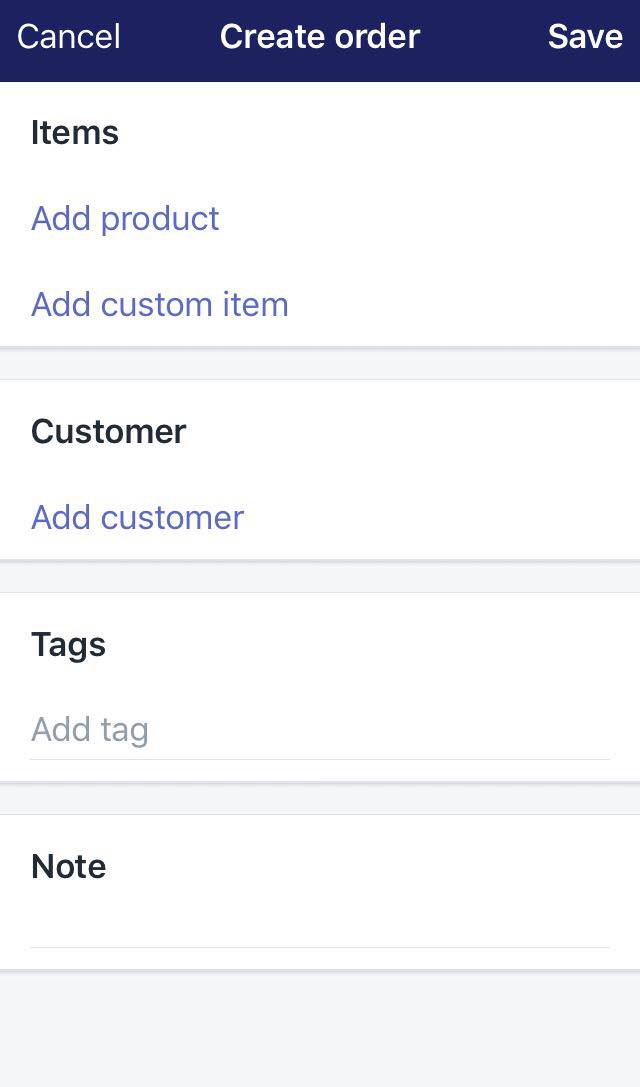 Cancel Create order Save
Items
Add product
Add custom item
Customer
Add customer
Tags
Add tag
Note